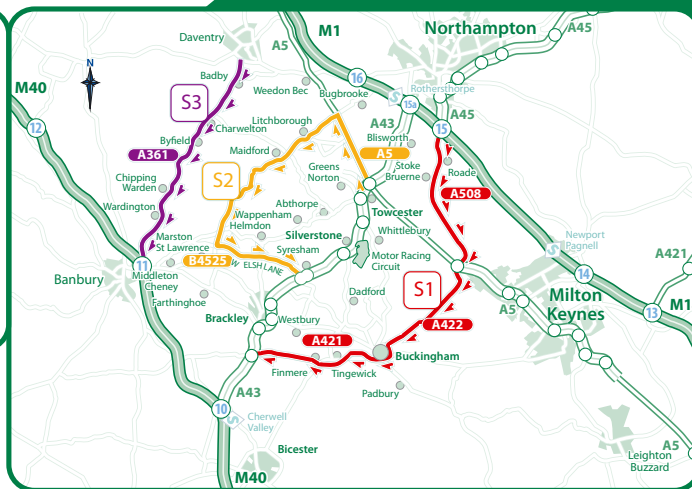 A45
Northampton
M1
Daventry
A5
N
16
Badby
M40
Weedon Bec
Rothersthorpe
S
Bugbrooke
15a
S3
A45
Litchborough
A43
15
12
Charwelton
Byfield
Blisworth
A361
Maidford
A5
S2
Stoke
Bruerne
Roade
Greens
Norton
Chipping
Warden
A508
Abthorpe
Wardington
Wappenham
Towcester
Helmdon
Whittlebury
Marston
St Lawrence
Silverstone
Newport
Pagnell
S
Syresham
A421
B4525
WELSH LANE
Motor Racing
Circuit
11
Middleton
Cheney
14
Banbury
S1
Dadford
Milton
Keynes
Farthinghoe
M1
A5
13
Brackley
Westbury
A422
A421
Buckingham
Finmere
Tingewick
Padbury
A43
10
S
Cherwell
Valley
A5
Bicester
Leighton
Buzzard
M40